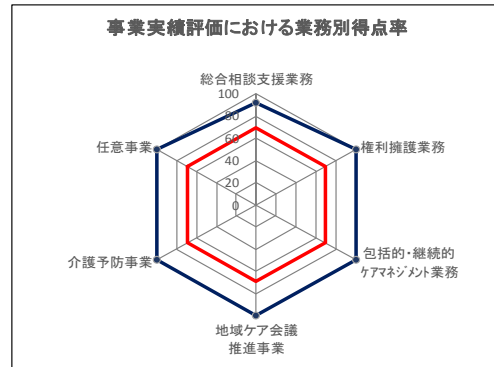 事業実績評価における業務別得点率
総合相談支援業務
100
80
60
40
20
0
権利擁護業務
包括的・継続的
ケアマネジメント業務
地域ケア会議
推進事業
介護予防事業
任意事業